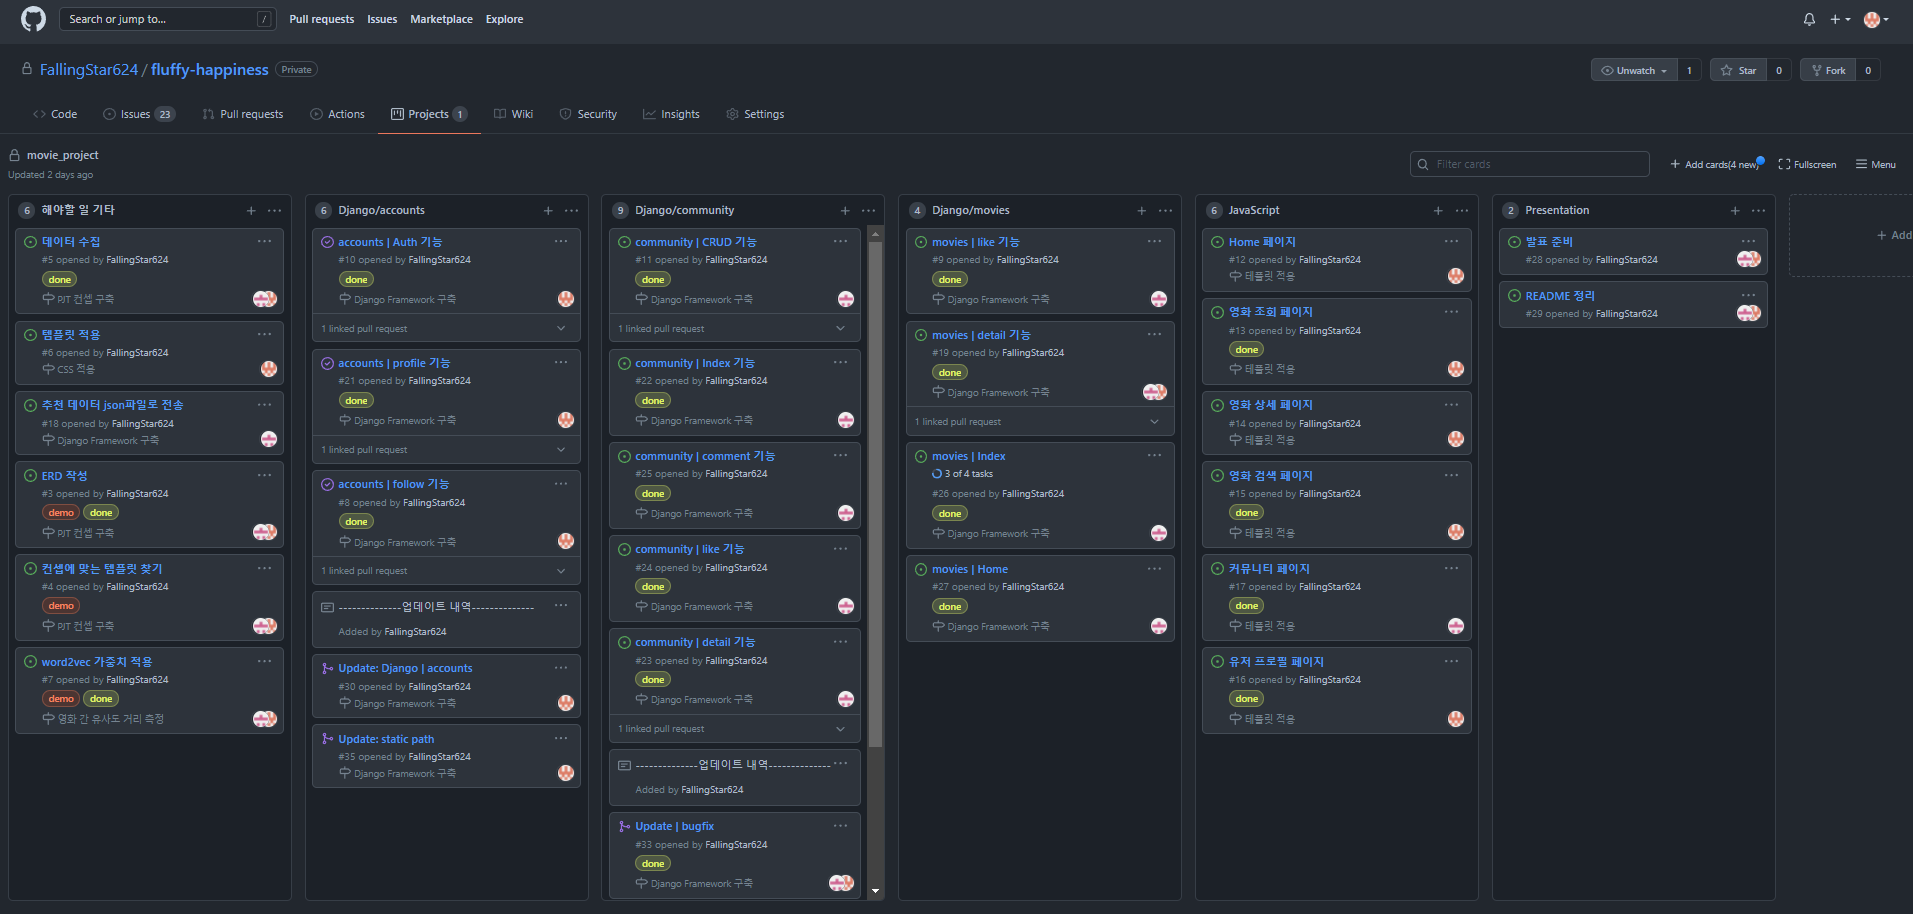 Search or jump to... /
Pull requests Issues Marketplace Explore
FallingStar624 / fluffy-happiness Private
Unwatch 1 Star 0 Fork 0
Code Issues 23 Pull requests Actions Projects 1 Wiki Security Insights Settings
movie_project
Updated 2 days ago
Filter cards
Add cards(4 new) Fullscreen Menu
6 해야할 일 기타
데이터 수집
#5 opened by FallingStar624
done
PJT 컨셉 구축
템플릿 적용
#6 opened by FallingStar624
CSS 적용
추천 데이터 json파일로 전송
#18 opened by FallingStar624
Django Framework 구축
ERD 작성
#3 opened by FallingStar624
demo done
PJT 컨셉 구축
컨셉에 맞는 템플릿 찾기
#4 opened by FallingStar624
demo
PJT 컨셉 구축
word2vec 가중치 적용
#7 opened by FallingStar624
demo done
영화 간 유사도 거리 측정
6 Django/accounts
accounts | Auth 기능
#10 opened by FallingStar624
done
Django Framework 구축
1 linked pull request
accounts | profile 기능
#21 opened by FallingStar624
done
Django Framework 구축
1 linked pull request
accounts | follow 기능
#8 opened by FallingStar624
done
Django Framework 구축
1 linked pull request
--------------업데이트 내역--------------
Added by FallingStar624
Update: Django | accounts
#30 opened by FallingStar624
Django Framework 구축
Update: static path
#35 opened by FallingStar624
Django Framework 구축
9 Django/community
community | CRUD 기능
#11 opened by FallingStar624
done
Django Framework 구축
1 linked pull request
community | Index 기능
#22 opened by FallingStar624
done
Django Framework 구축
community | comment 기능
#25 opened by FallingStar624
done
Django Framework 구축
community | like 기능
#24 opened by FallingStar624
done
Django Framework 구축
community | detail 기능
#23 opened by FallingStar624
done
Django Framework 구축
1 linked pull request
--------------업데이트 내역--------------
Added by FallingStar624
Update | bugfix
#33 opened by FallingStar624
done
Django Framework 구축
4 Django/movies
movies | like 기능
#9 opened by FallingStar624
done
Django Framework 구축
movies | detail 기능
#19 opened by FallingStar624
done
Django Framework 구축
1 linked pull request
movies | Index
3 of 4 tasks
#26 opened by FallingStar624
done
Django Framework 구축
movies | Home
#27 opened by FallingStar624
done
Django Framework 구축
6 JavaScript
Home 페이지
#12 opened by FallingStar624
템플릿 적용
영화 조회 페이지
#13 opened by FallingStar624
done
템플릿 적용
영화 상세 페이지
#14 opened by FallingStar624
템플릿 적용
영화 검색 페이지
#15 opened by FallingStar624
done
템플릿 적용
커뮤니티 페이지
#17 opened by FallingStar624
done
템플릿 적용
유저 프로필 페이지
#16 opened by FallingStar624
done
템플릿 적용
2 Presentation
발표 준비
#28 opened by FallingStar624
README 정리
#29 opened by FallingStar624
Add